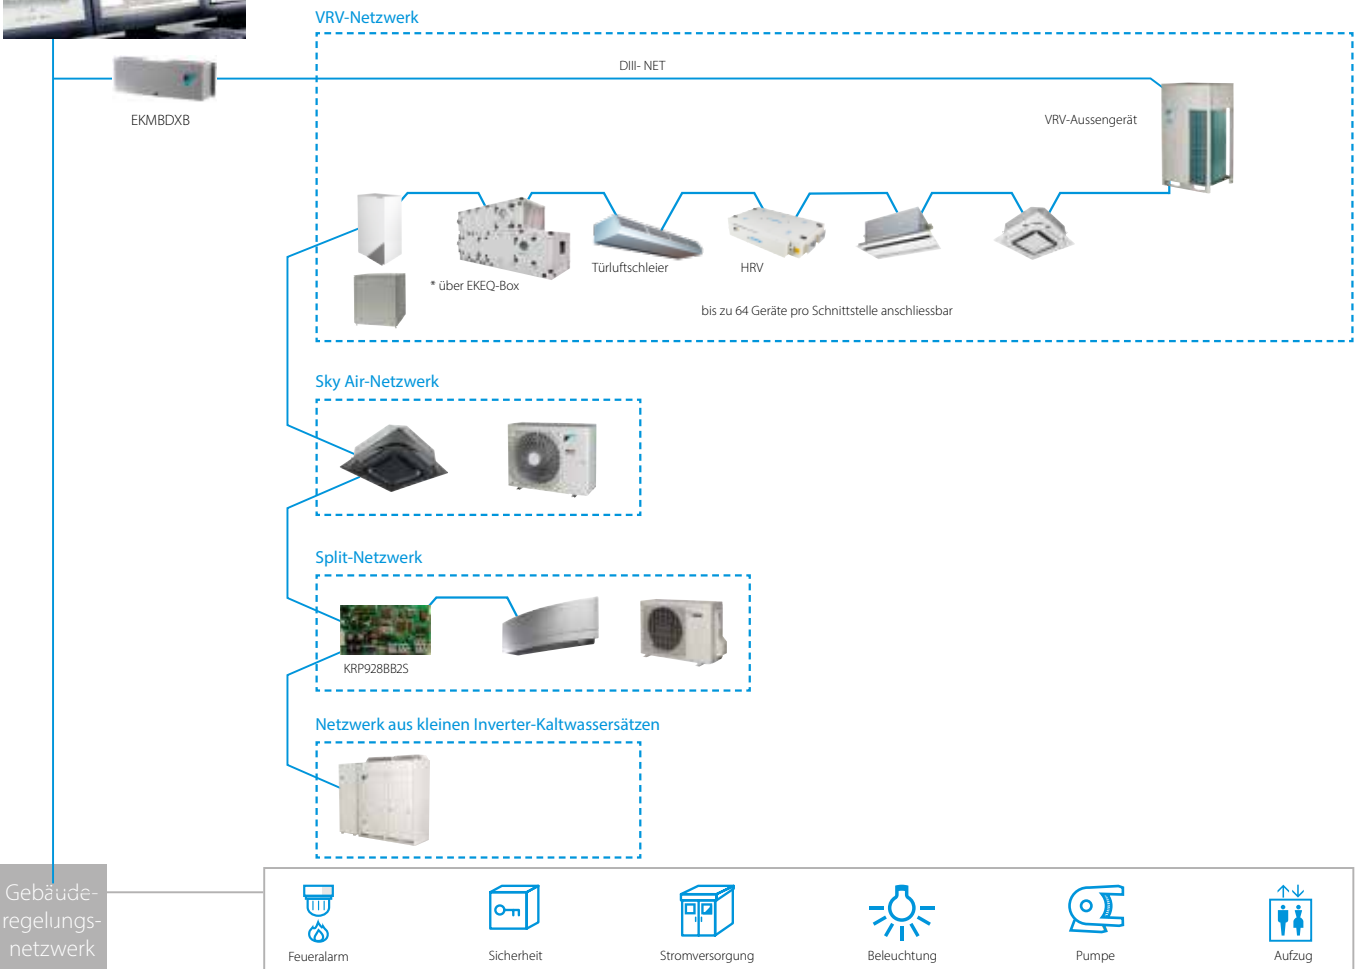 VRV-Netzwerk
DIII- NET
EKMBDXB
VRV-Aussengerät
Türluftschleier
HRV
* über EKEQ-Box
bis zu 64 Geräte pro Schnittstelle anschliessbar
Sky Air-Netzwerk
Split-Netzwerk
KRP928BB2S
Netzwerk aus kleinen Inverter-Kaltwassersätzen
Gebäude-
regelungs-
netzwerk
Feueralarm
Sicherheit
Stromversorgung
Beleuchtung
Pumpe
Aufzug